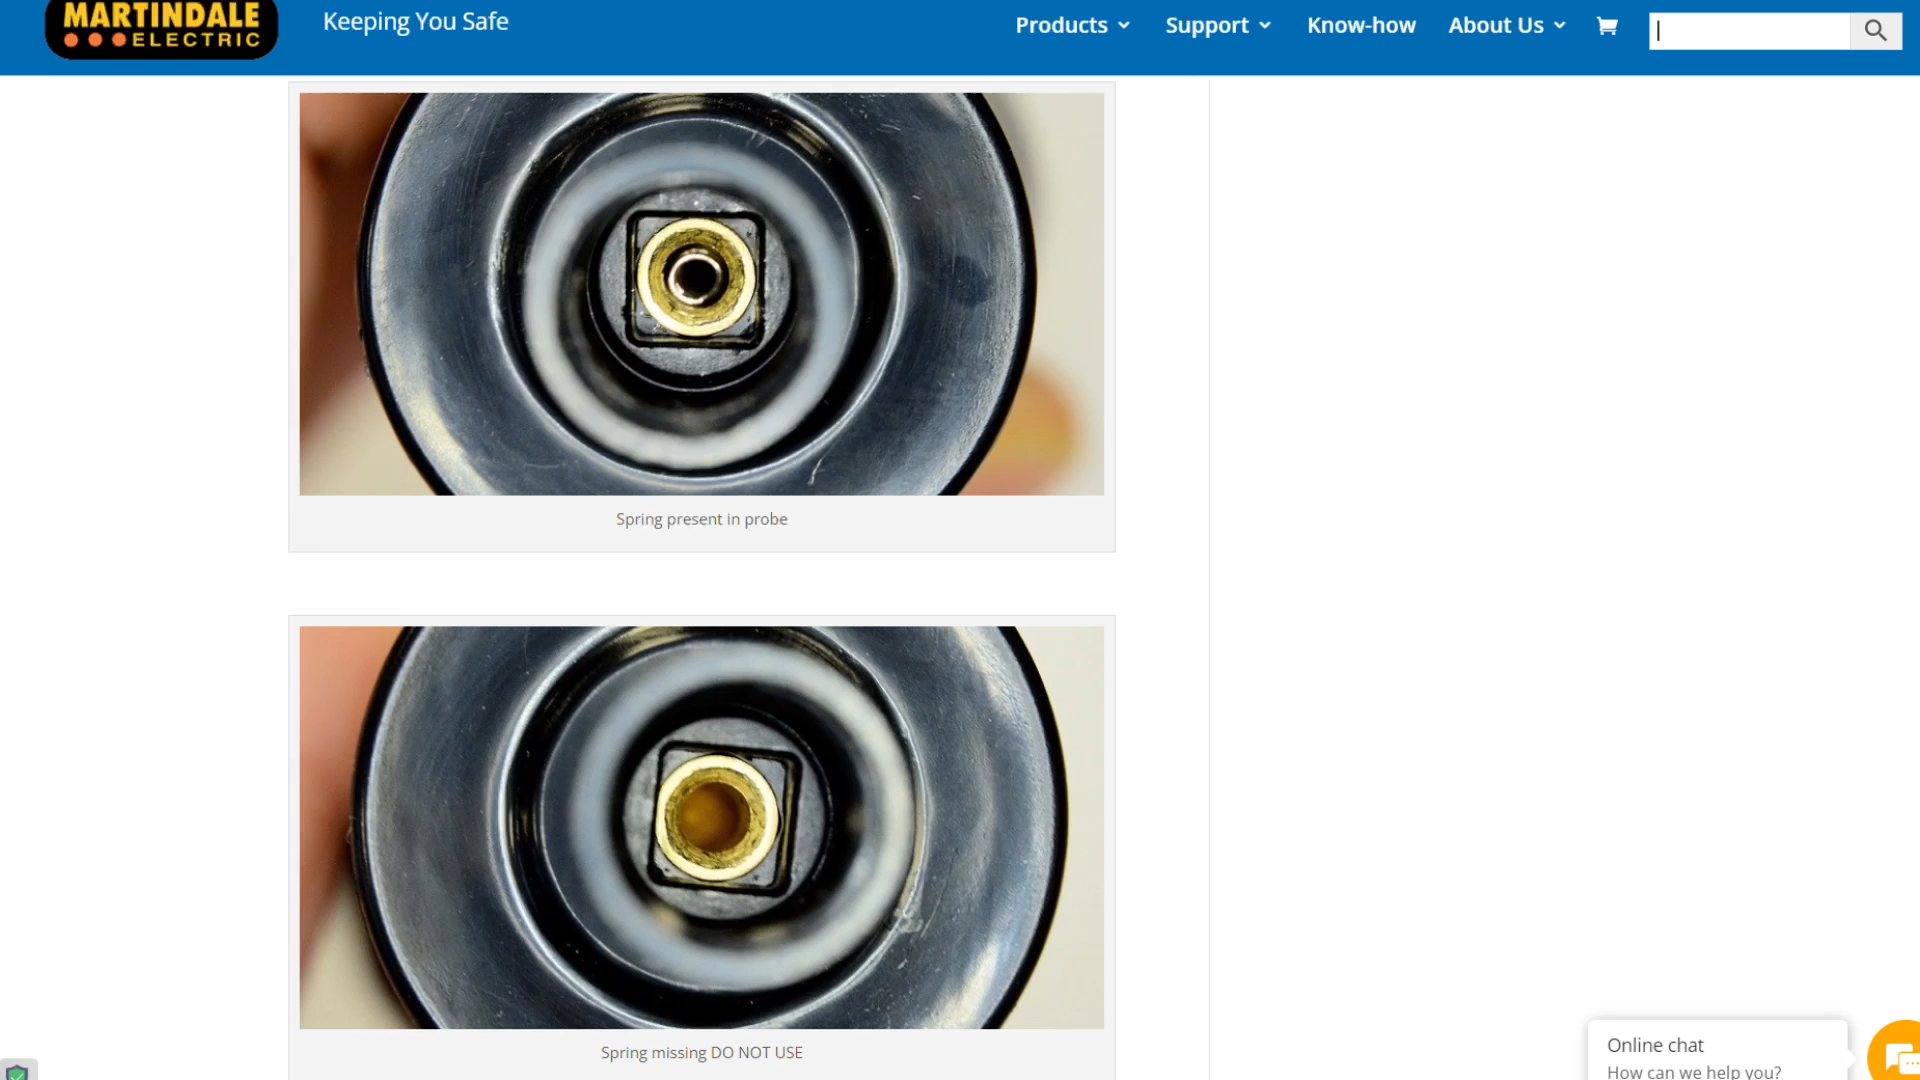 MARTINDALE
ELECTRIC
Keeping You Safe
Products
Support
Know-how
About Us
Spring present in probe
Spring missing DO NOT USE
Online chat
How can we help you?